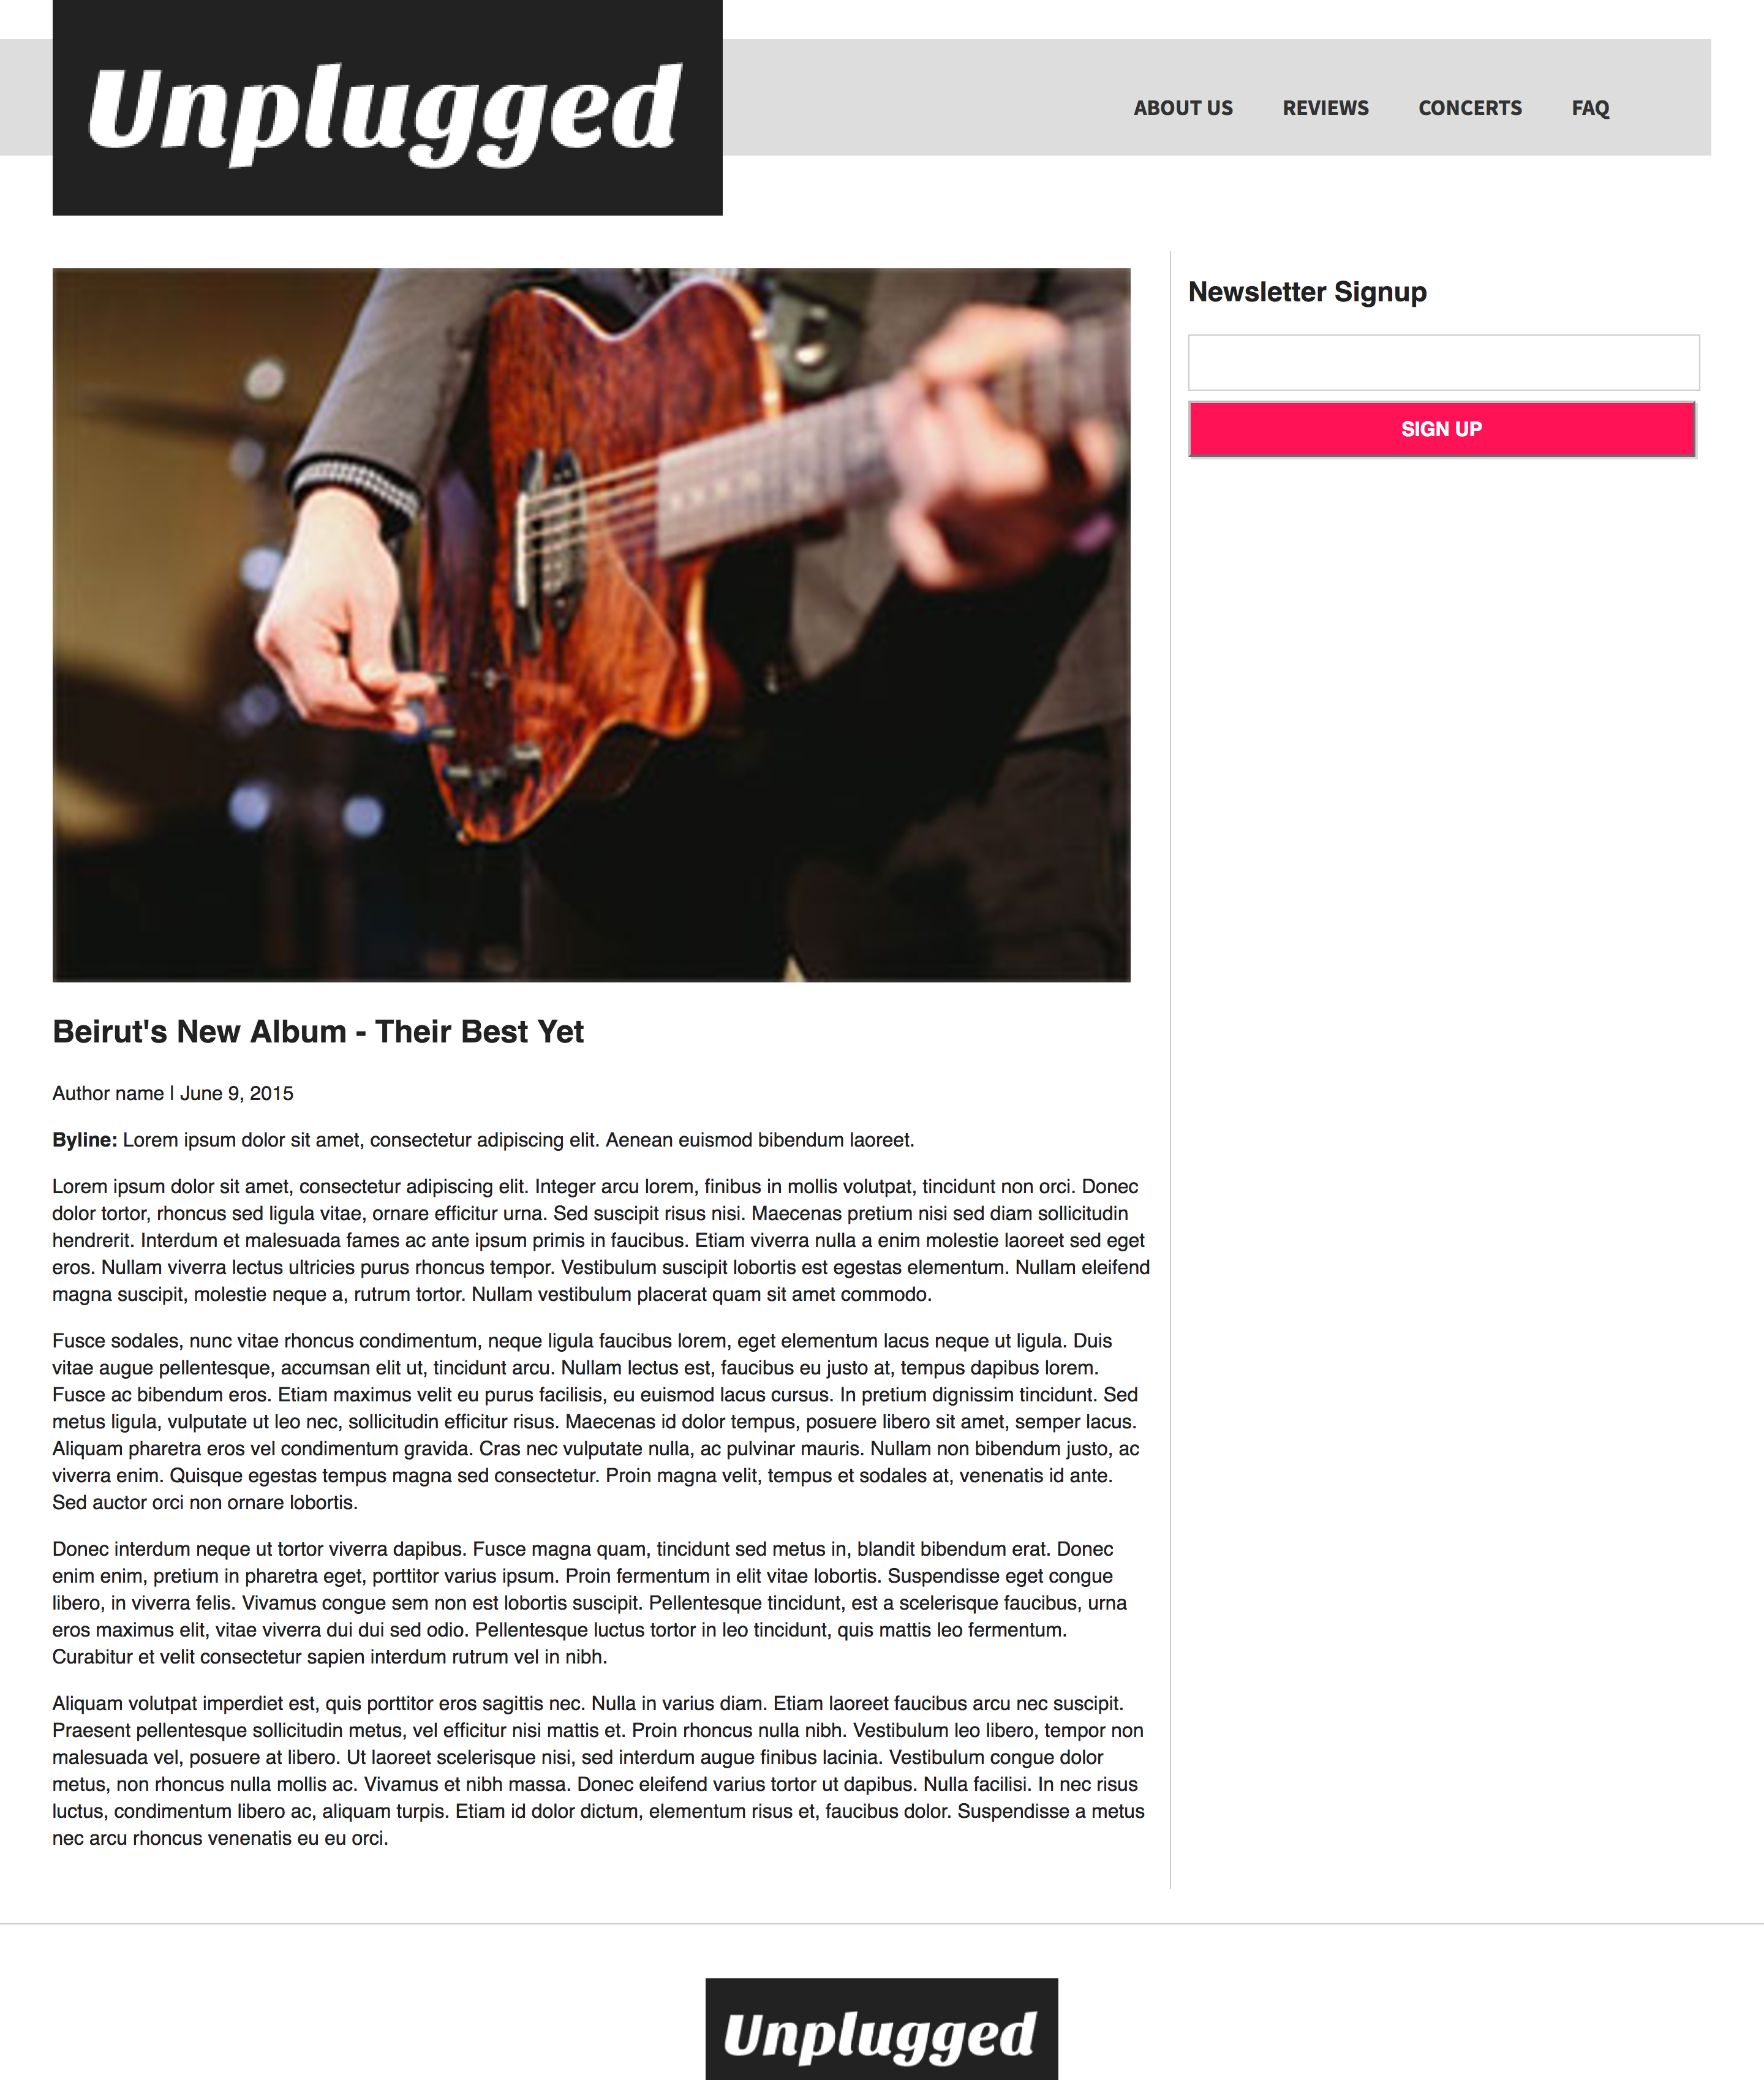 Unplugged
ABOUT US REVIEWS CONCERTS FAQ
Newsletter Signup
SIGN UP
Beirut's New Album - Their Best Yet
Author name | June 9, 2015
Byline: Lorem ipsum dolor sit amet, consectetur adipiscing elit. Aenean euismod bibendum laoreet.
Lorem ipsum dolor sit amet, consectetur adipiscing elit. Integer arcu lorem, finibus in mollis volutpat, tincidunt non orci. Donec
dolor tortor, rhoncus sed ligula vitae, ornare efficitur urna. Sed suscipit risus nisi. Maecenas pretium nisi sed diam sollicitudin
hendrerit. Interdum et malesuada fames ac ante ipsum primis in faucibus. Etiam viverra nulla a enim molestie laoreet sed eget
eros. Nullam viverra lectus ultricies purus rhoncus tempor. Vestibulum suscipit lobortis est egestas elementum. Nullam eleifend
magna suscipit, molestie neque a, rutrum tortor. Nullam vestibulum placerat quam sit amet commodo.
Fusce sodales, nunc vitae rhoncus condimentum, neque ligula faucibus lorem, eget elementum lacus neque ut ligula. Duis
vitae augue pellentesque, accumsan elit ut, tincidunt arcu. Nullam lectus est, faucibus eu justo at, tempus dapibus lorem.
Fusce ac bibendum eros. Etiam maximus velit eu purus facilisis, eu euismod lacus cursus. In pretium dignissim tincidunt. Sed
metus ligula, vulputate ut leo nec, sollicitudin efficitur risus. Maecenas id dolor tempus, posuere libero sit amet, semper lacus.
Aliquam pharetra eros vel condimentum gravida. Cras nec vulputate nulla, ac pulvinar mauris. Nullam non bibendum justo, ac
viverra enim. Quisque egestas tempus magna sed consectetur. Proin magna velit, tempus et sodales at, venenatis id ante.
Sed auctor orci non ornare lobortis.
Donec interdum neque ut tortor viverra dapibus. Fusce magna quam, tincidunt sed metus in, blandit bibendum erat. Donec
enim enim, pretium in pharetra eget, porttitor varius ipsum. Proin fermentum in elit vitae lobortis. Suspendisse eget congue
libero, in viverra felis. Vivamus congue sem non est lobortis suscipit. Pellentesque tincidunt, est a scelerisque faucibus, urna
eros maximus elit, vitae viverra dui dui sed odio. Pellentesque luctus tortor in leo tincidunt, quis mattis leo fermentum.
Curabitur et velit consectetur sapien interdum rutrum vel in nibh.
Aliquam volutpat imperdiet est, quis porttitor eros sagittis nec. Nulla in varius diam. Etiam laoreet faucibus arcu nec suscipit.
Praesent pellentesque sollicitudin metus, vel efficitur nisi mattis et. Proin rhoncus nulla nibh. Vestibulum leo libero, tempor non
malesuada vel, posuere at libero. Ut laoreet scelerisque nisi, sed interdum augue finibus lacinia. Vestibulum congue dolor
metus, non rhoncus nulla mollis ac. Vivamus et nibh massa. Donec eleifend varius tortor ut dapibus. Nulla facilisi. In nec risus
luctus, condimentum libero ac, aliquam turpis. Etiam id dolor dictum, elementum risus et, faucibus dolor. Suspendisse a metus
nec arcu rhoncus venenatis eu eu orci.
Unplugged